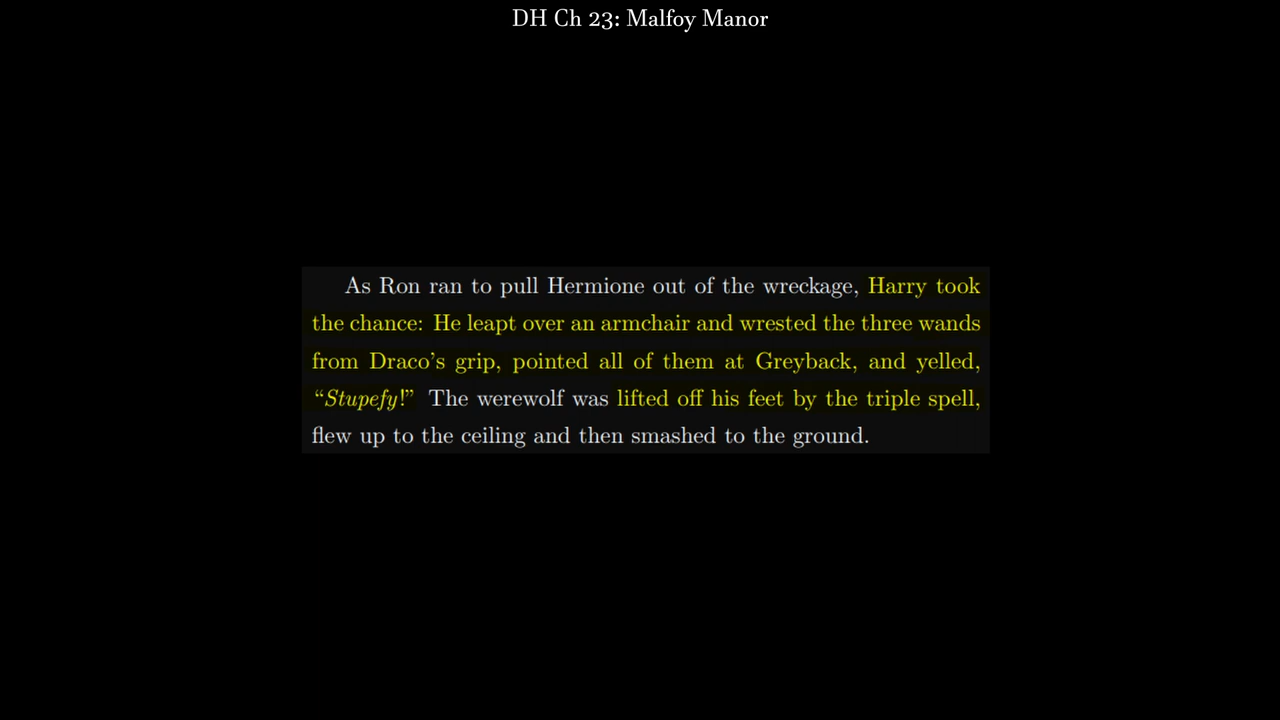 DH Ch 23: Malfoy Manor
As Ron ran to pull Hermione out of the wreckage, Harry took
the chance: He leapt over an armchair and wrested the three wands
from Draco’s grip, pointed all of them at Greyback, and yelled,
“Stupefy!” The werewolf was lifted off his feet by the triple spell,
flew up to the ceiling and then smashed to the ground.